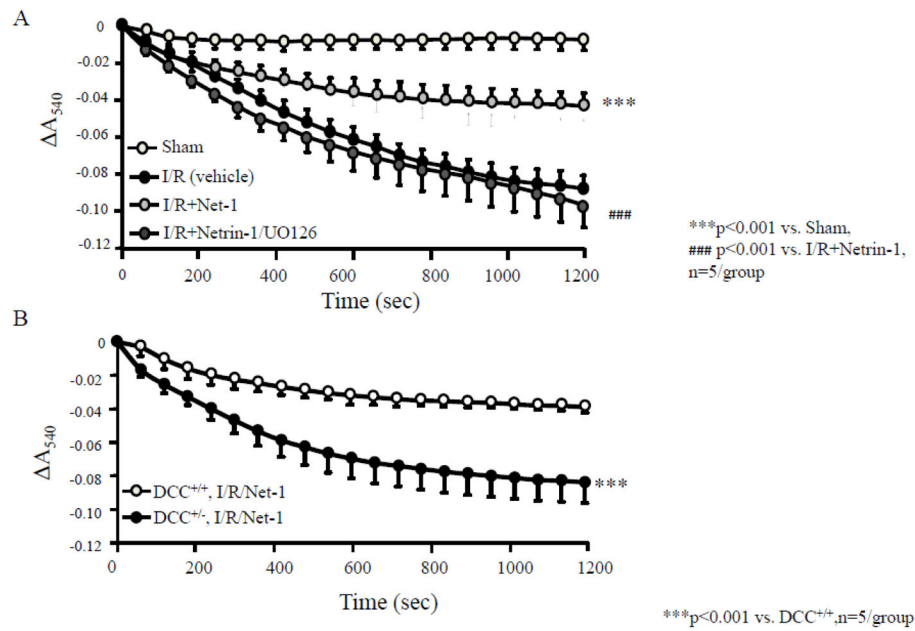 A
0
-0.02
-0.04
-0.06
-0.08
-0.10
-0.12
ΔA540
Sham
I/R (vehicle)
I/R+Net-1
I/R+Netrin-1/UO126
***
###
0 200 400 600 800 1000 1200
Time (sec)
***p<0.001 vs. Sham,
### p<0.001 vs. I/R+Netrin-1,
n=5/group
B
0
-0.02
-0.04
-0.06
-0.08
-0.10
-0.12
ΔA540
DCC+/+, I/R/Net-1
DCC+/-, I/R/Net-1
***
0 200 400 600 800 1000 1200
Time (sec)
***p<0.001 vs. DCC+/+,n=5/group